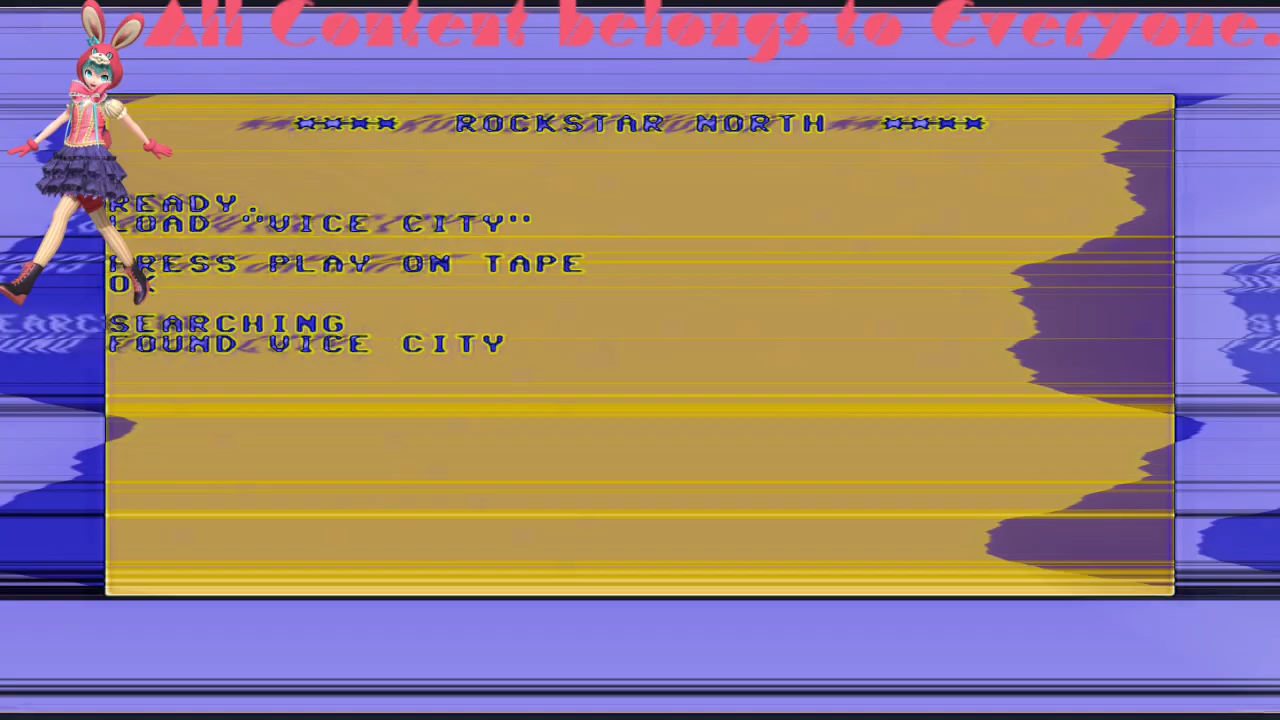 All Content belongs to Everyone.
**** ROCKSTAR NORTH ****
READY.
LOAD "VICE CITY"
PRESS PLAY ON TAPE
OK
SEARCHING
FOUND VICE CITY